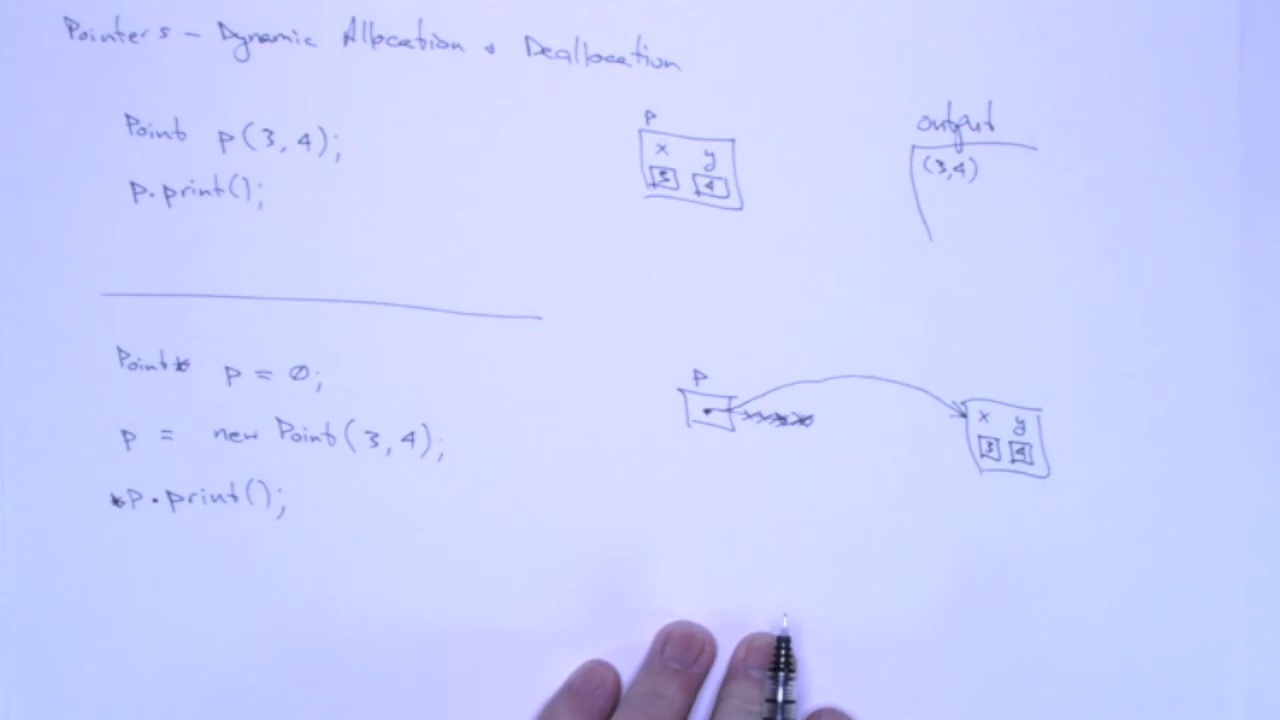 Pointers - Dynamic Allocation & Deallocation
Point p(3,4);
p.print();
p
x y
3 4
output
(3,4)
Point* p = 0;
p = new Point(3,4);
*p.print();
p
x y
3 4